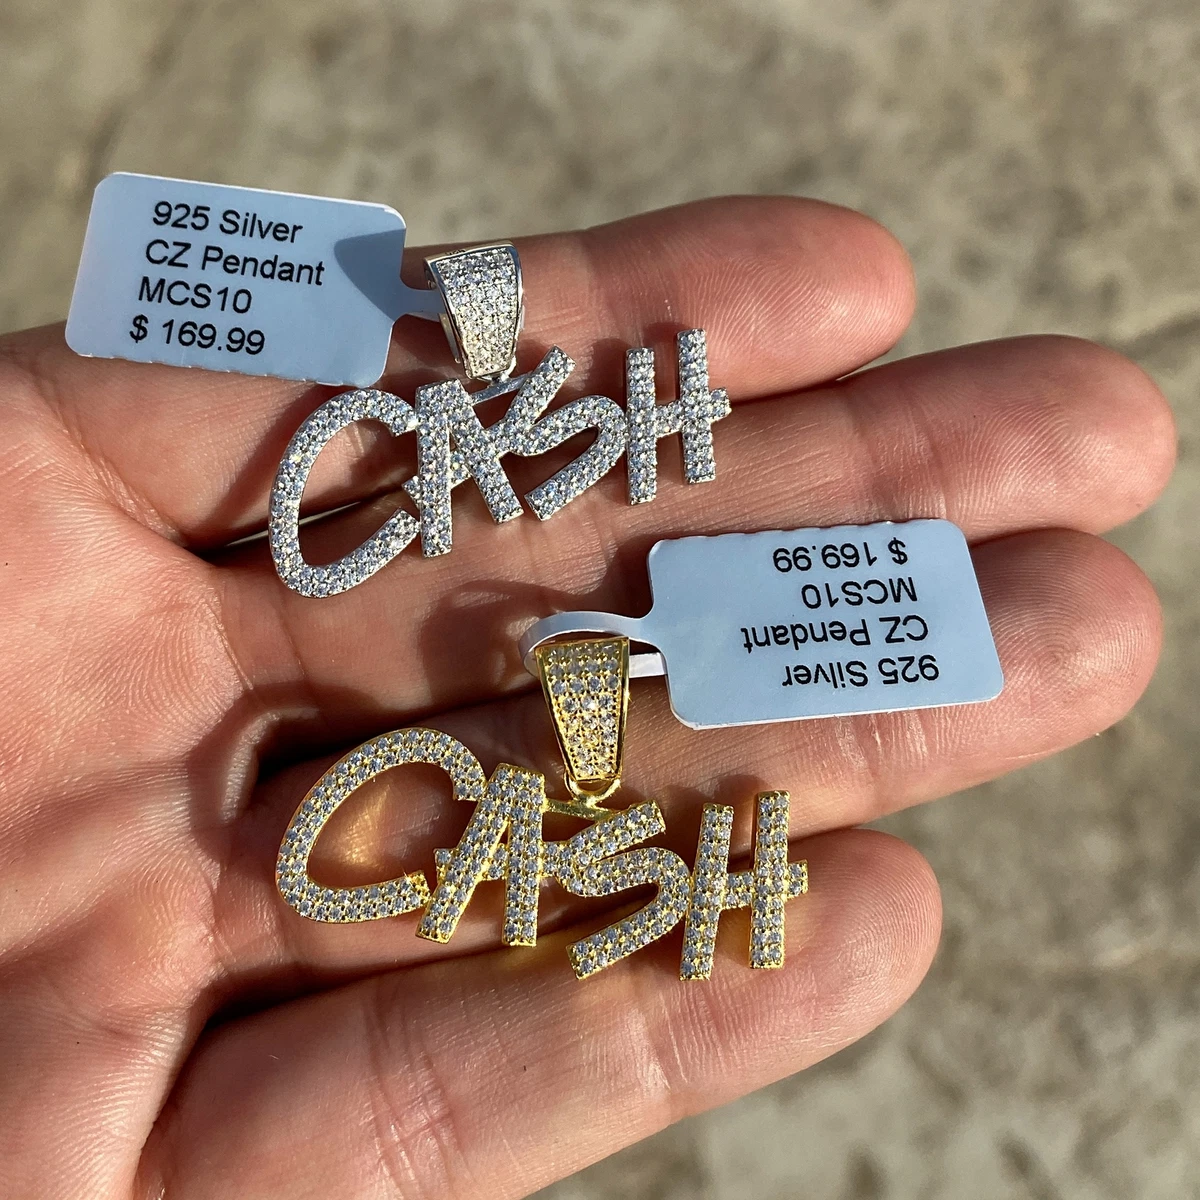 925 Silver
CZ Pendant
MCS10
$ 169.99
CASH
925 Silver
CZ Pendant
MCS10
$ 169.99
CASH